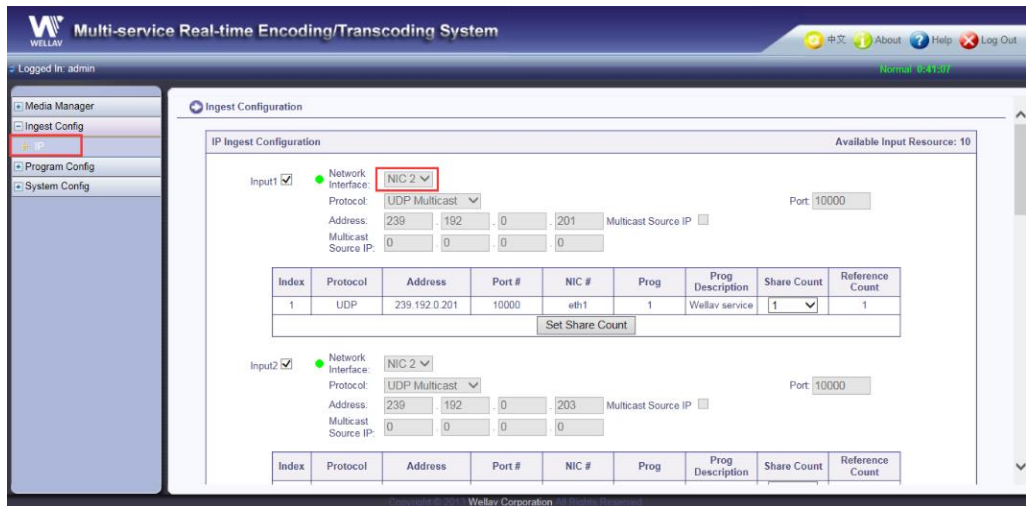 WELLAV Multi-service Real-time Encoding/Transcoding System
中文 About Help Log Out
Logged In: admin Normal 0:41:07
Media Manager
Ingest Config
IP
Program Config
System Config
Ingest Configuration
IP Ingest Configuration Available Input Resource: 10
Input1 Network Interface: NIC 2
Protocol: UDP Multicast Port: 10000
Address: 239 . 192 . 0 . 201 Multicast Source IP
Multicast Source IP: 0 . 0 . 0 . 0
Index Protocol Address Port # NIC # Prog Prog Description Share Count Reference Count
1 UDP 239.192.0.201 10000 eth1 1 Wellav service 1 1
Set Share Count
Input2 Network Interface: NIC 2
Protocol: UDP Multicast Port: 10000
Address: 239 . 192 . 0 . 203 Multicast Source IP
Multicast Source IP: 0 . 0 . 0 . 0
Index Protocol Address Port # NIC # Prog Prog Description Share Count Reference Count
Copyright © 2013 Wellav Corporation All Rights Reserved